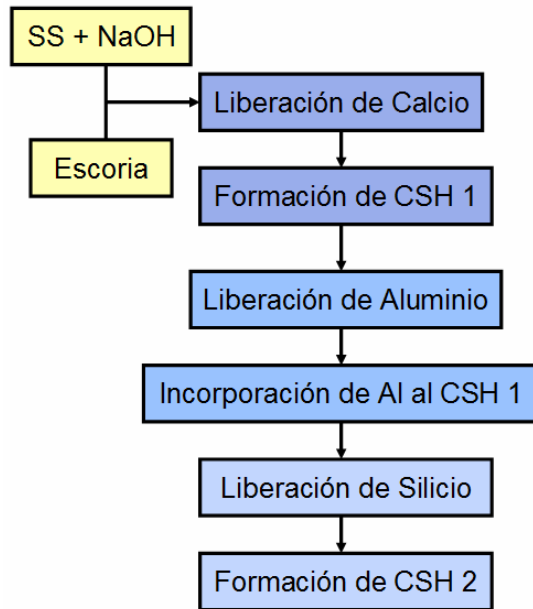 SS + NaOH
Liberación de Calcio
Escoria
Formación de CSH 1
Liberación de Aluminio
Incorporación de Al al CSH 1
Liberación de Silicio
Formación de CSH 2